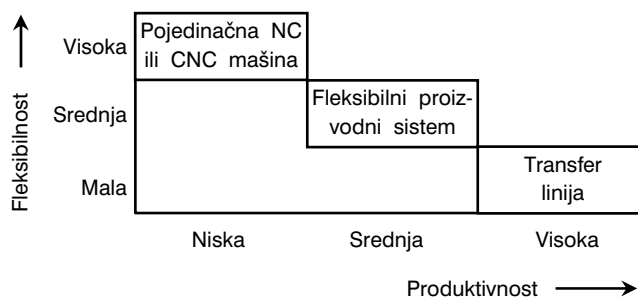 Fleksibilnost
Visoka
Pojedinačna NC
ili CNC mašina
Srednja
Fleksibilni proiz-
vodni sistem
Mala
Transfer
linija
Niska
Srednja
Visoka
Produktivnost